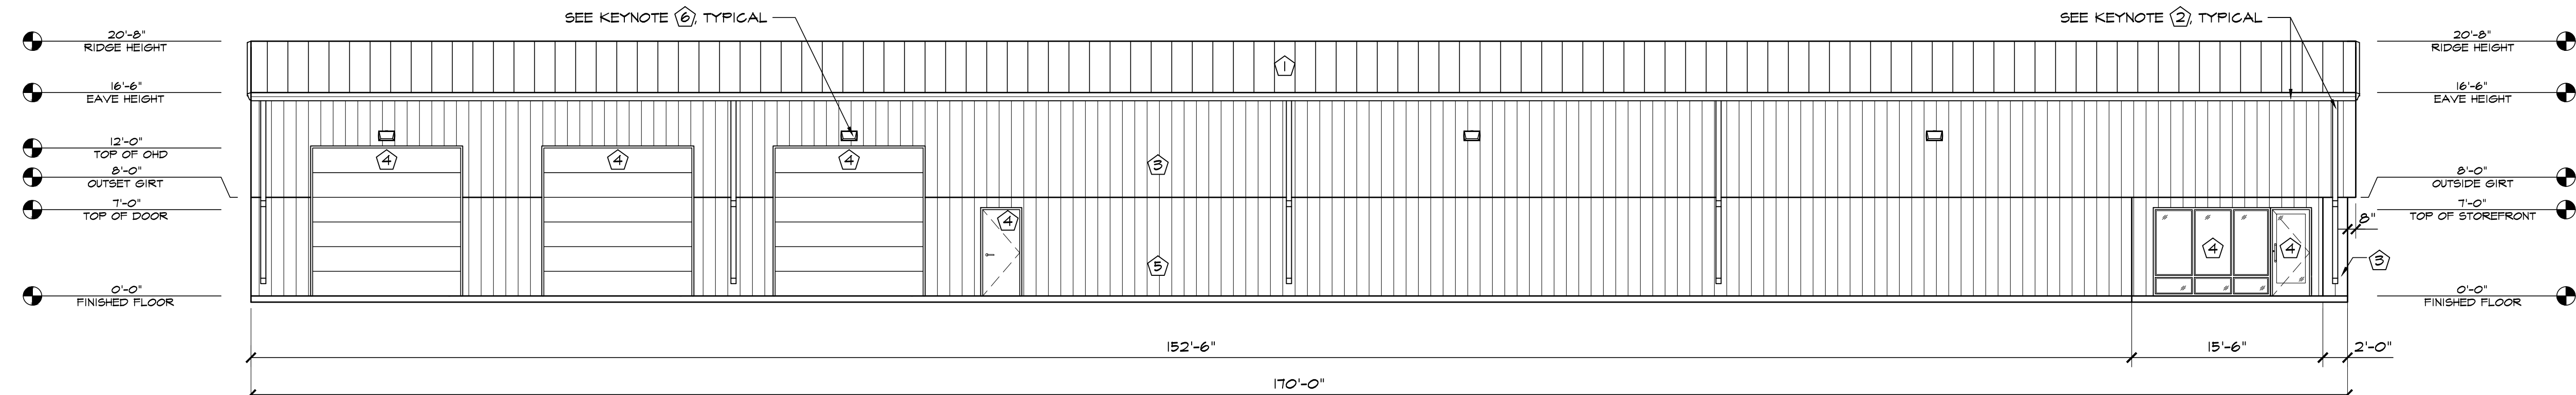 SEE KEYNOTE 6, TYPICAL
SEE KEYNOTE 2, TYPICAL
20'-8"
RIDGE HEIGHT
16'-6"
EAVE HEIGHT
12'-0"
TOP OF OHD
8'-0"
OUTSET GIRT
7'-0"
TOP OF DOOR
0'-0"
FINISHED FLOOR
1
4
4
4
3
4
5
4
4
20'-8"
RIDGE HEIGHT
16'-6"
EAVE HEIGHT
8'-0"
OUTSIDE GIRT
7'-0"
TOP OF STOREFRONT
8"
3
0'-0"
FINISHED FLOOR
152'-6"
15'-6"
2'-0"
170'-0"